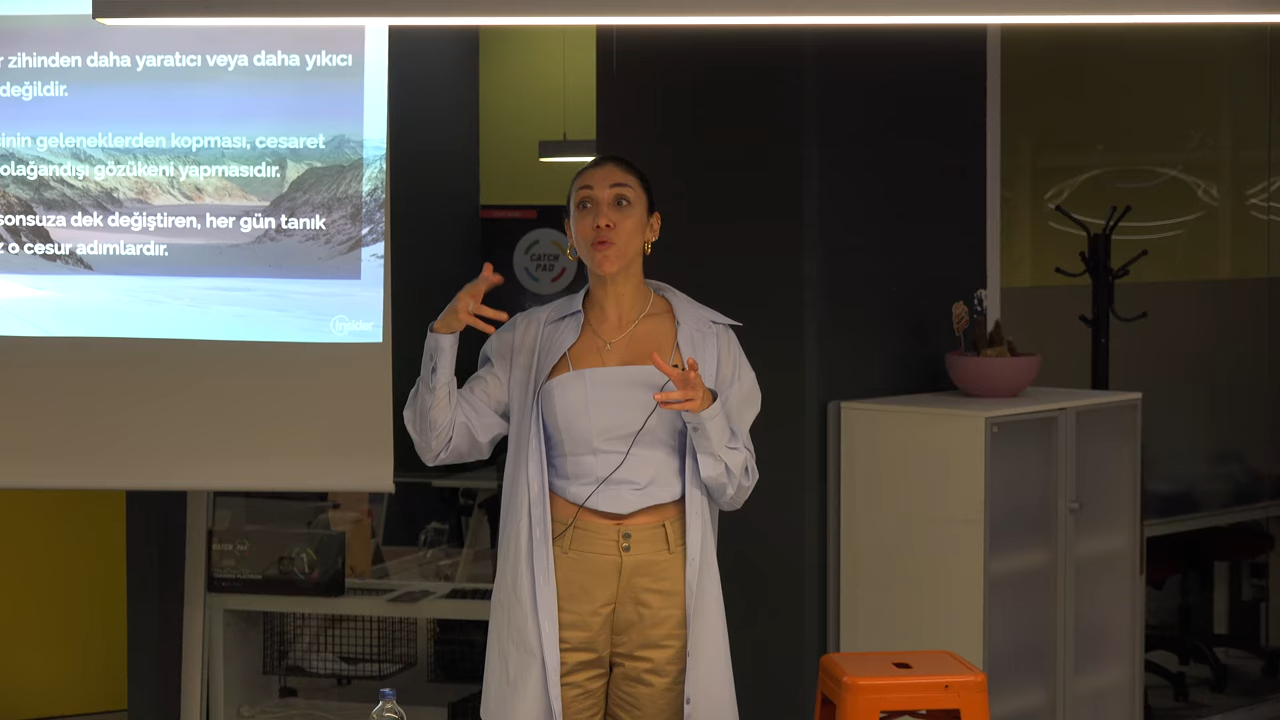 zihinden daha yaratıcı veya daha yıkıcı
değildir.
geleneklerden kopması, cesaret
olağandışı gözükeni yapmasıdır.
sonsuza dek değiştiren, her gün tanık
o cesur adımlardır.
insider
CATCH
PAD